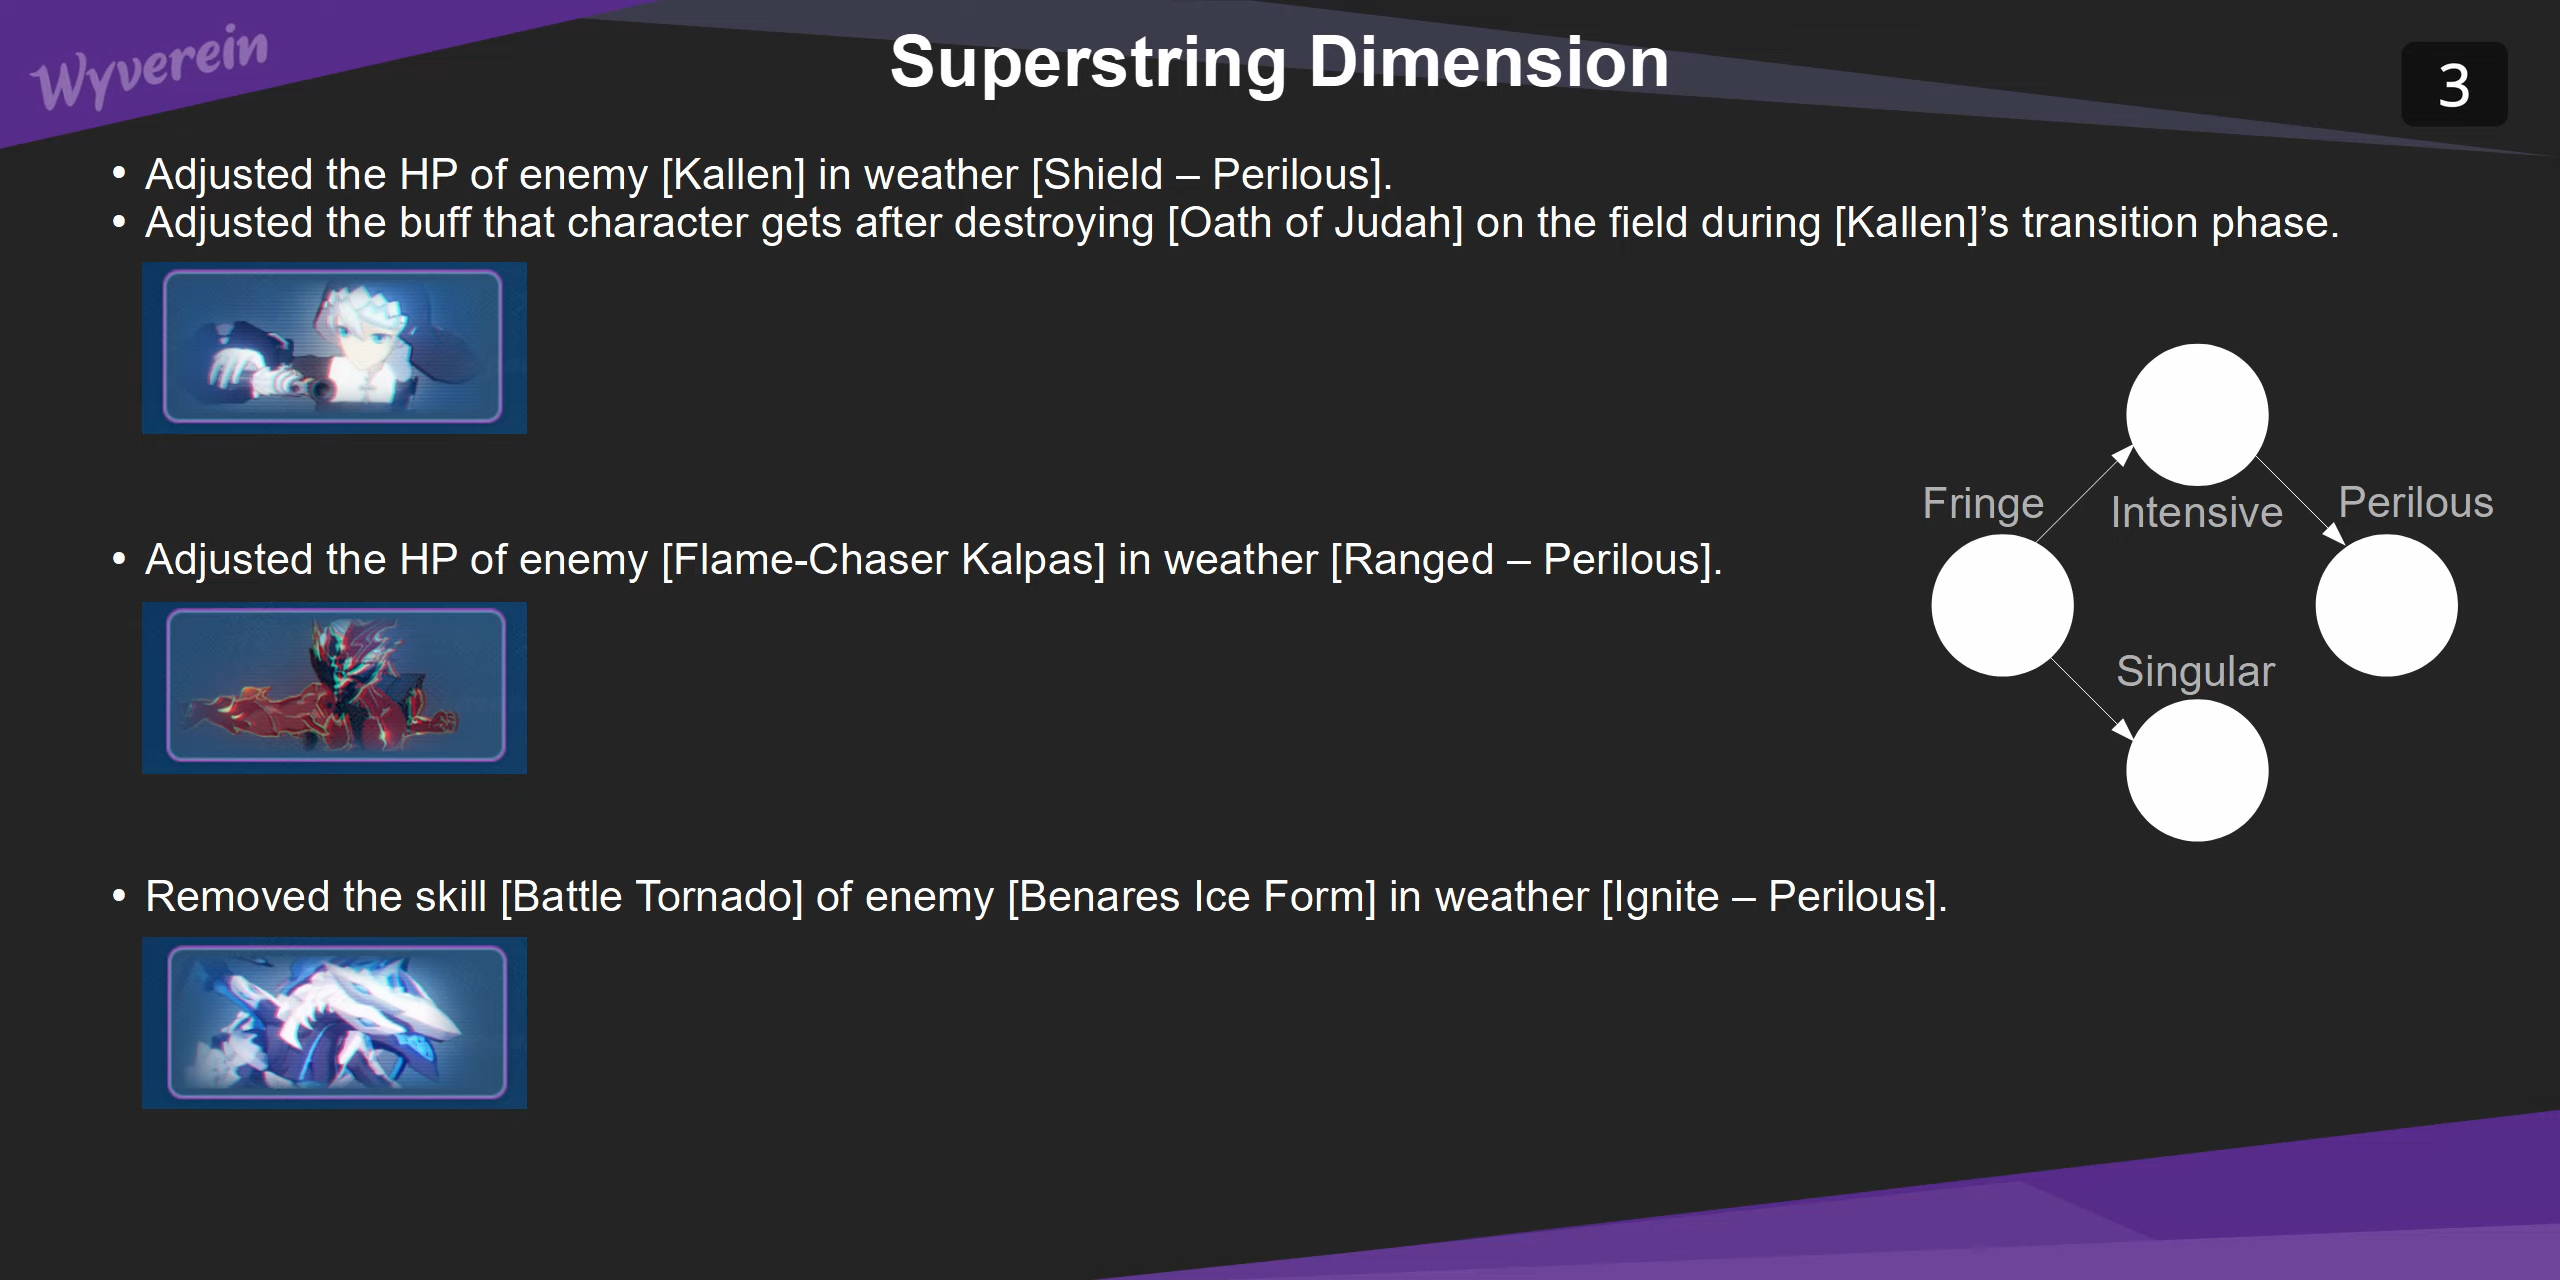 Wyverein
Superstring Dimension
3
• Adjusted the HP of enemy [Kallen] in weather [Shield – Perilous].
• Adjusted the buff that character gets after destroying [Oath of Judah] on the field during [Kallen]’s transition phase.
Fringe
Intensive
Perilous
• Adjusted the HP of enemy [Flame-Chaser Kalpas] in weather [Ranged – Perilous].
Singular
• Removed the skill [Battle Tornado] of enemy [Benares Ice Form] in weather [Ignite – Perilous].